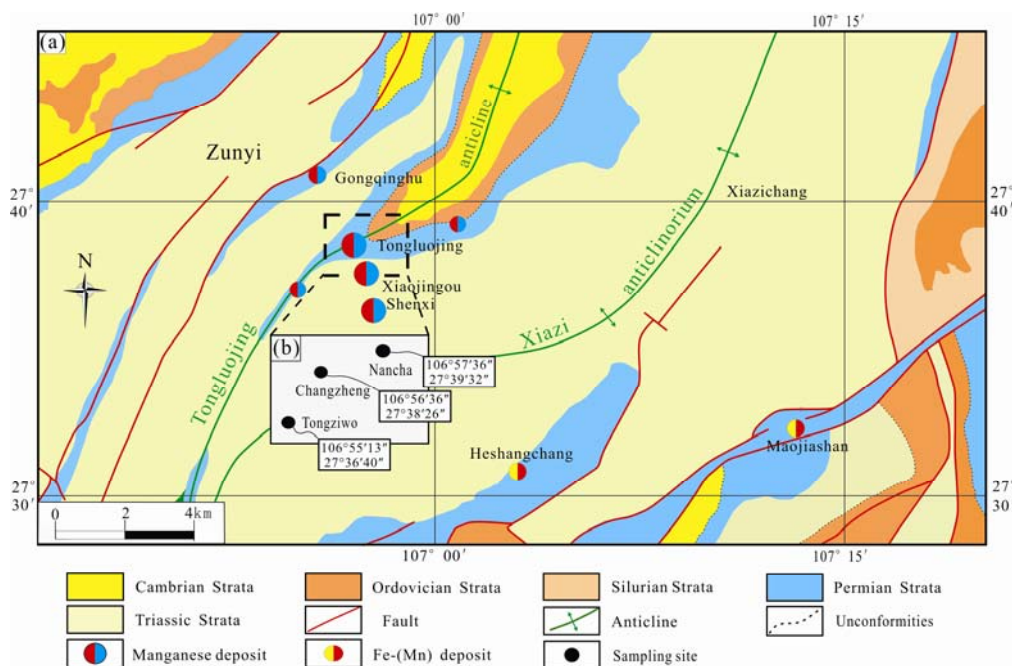 107° 00′
107° 15′
(a)
anticline
Zunyi
Gongqinghu
Xiazichang
27°
40′
27°
40′
anticlinorium
Tongluojing
N
Xiaojingou
Shenxi
Xiazi
Tongluojing
(b)
Nancha
106°57′36″
27°39′32″
Changzheng
106°56′36″
27°38′26″
Tongziwo
106°55′13″
27°36′40″
Heshangchang
Maojiashan
27°
30′
27°
30′
0 2 4km
107° 00′
107° 15′
Cambrian Strata
Ordovician Strata
Silurian Strata
Permian Strata
Triassic Strata
Fault
Anticline
Unconformities
Manganese deposit
Fe-(Mn) deposit
Sampling site